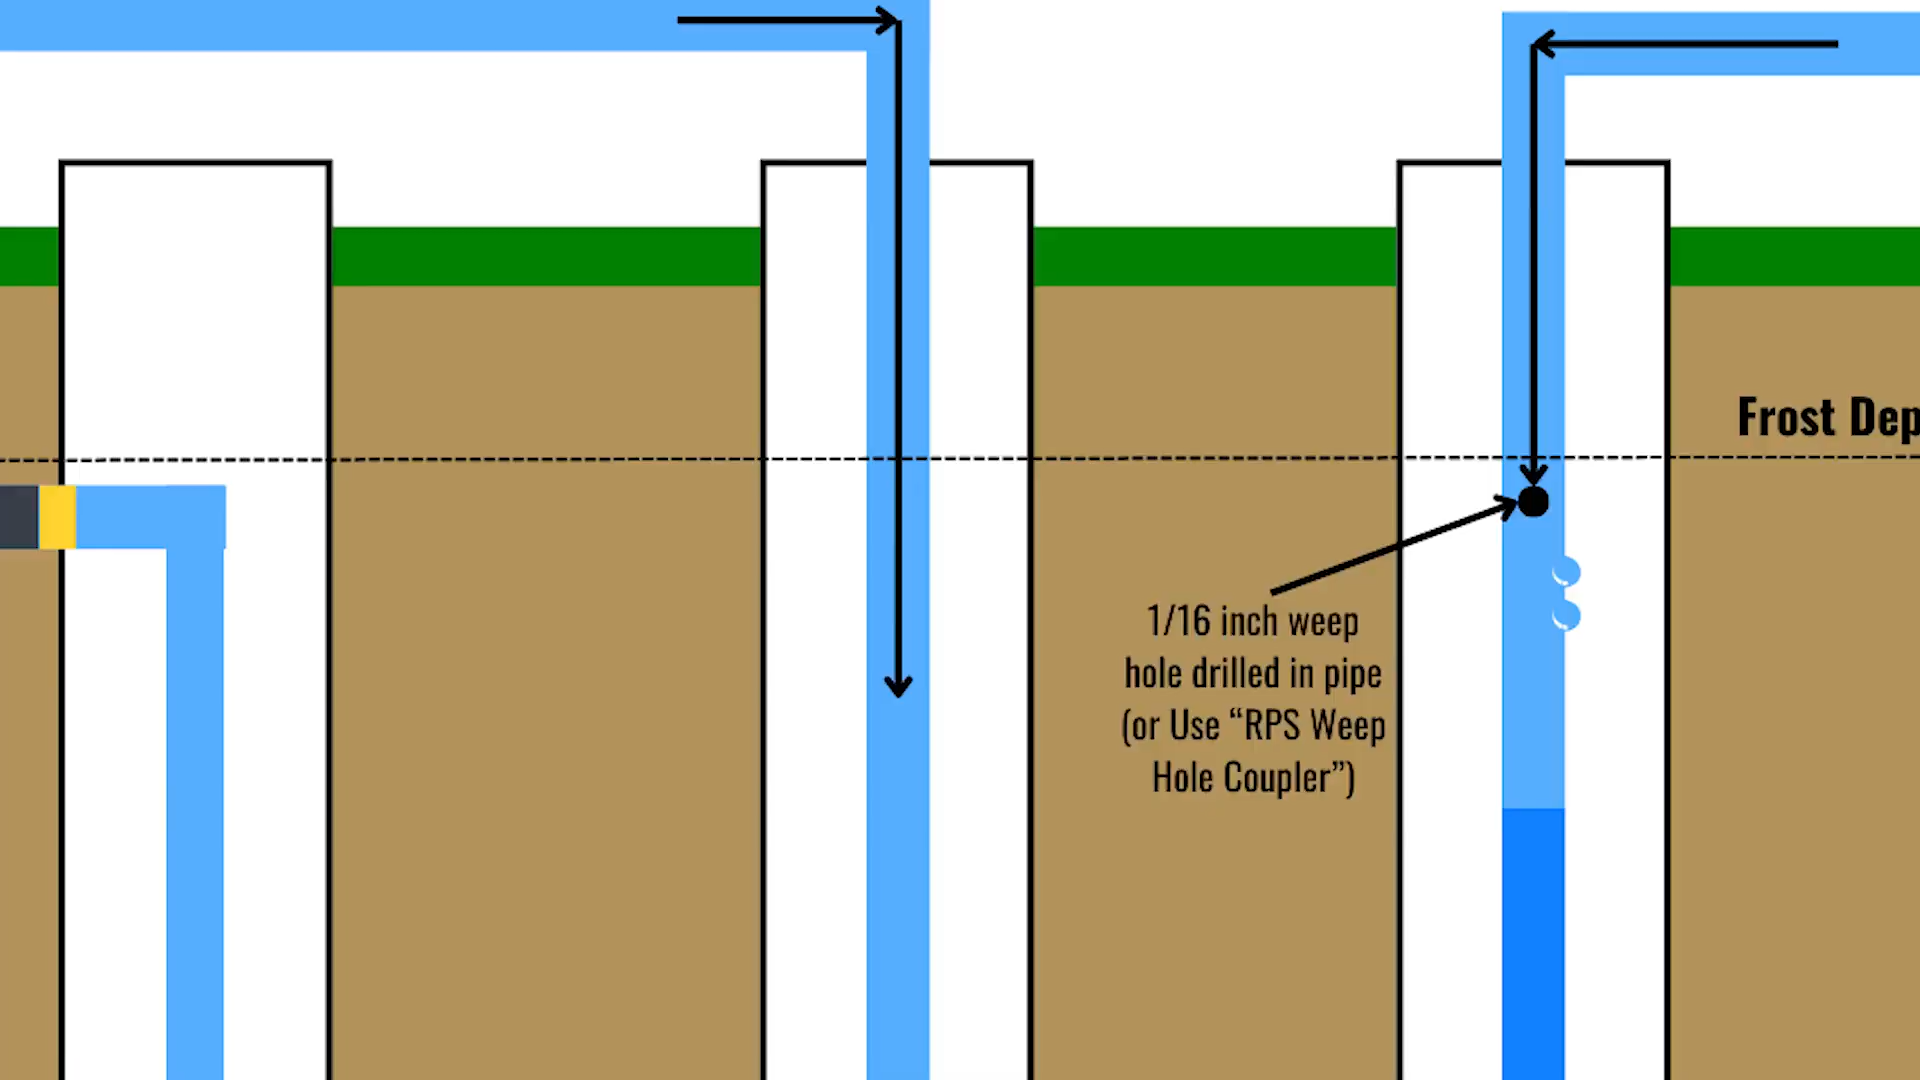 Frost Dep
1/16 inch weep
hole drilled in pipe
(or Use “RPS Weep
Hole Coupler”)